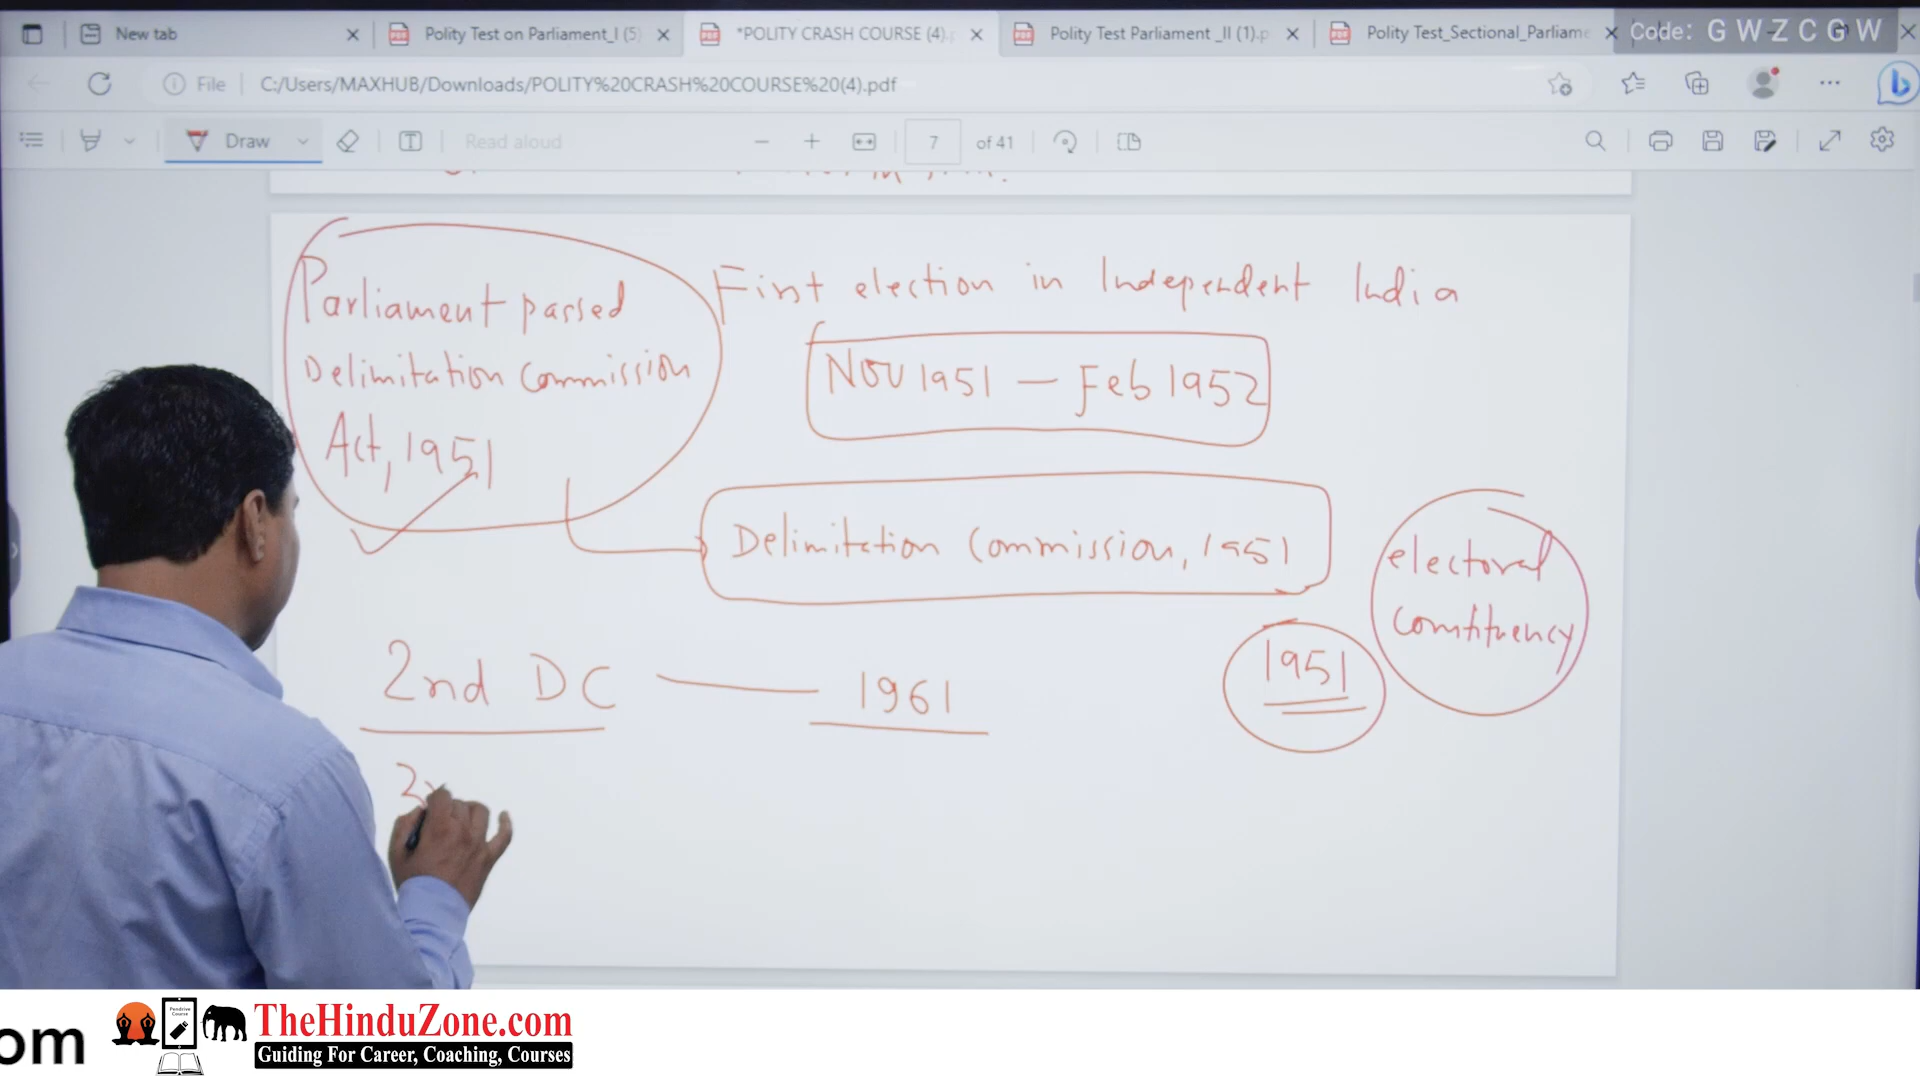 New tab
Polity Test on Parliament_I (5)
*POLITY CRASH COURSE (4).p
Polity Test Parliament _II (1).p
Polity Test_Sectional_Parliame
Code: G W Z C G W
File
C:/Users/MAXHUB/Downloads/POLITY%20CRASH%20COURSE%20(4).pdf
Draw
Read aloud
7 of 41
Parliament passed
Delimitation Commission
Act, 1951
First election in Independent India
Nov 1951 — Feb 1952
Delimitation Commission, 1951
electoral
constituency
1951
2nd DC — 1961
om
Pendrive
Course
TheHinduZone.com
Guiding For Career, Coaching, Courses